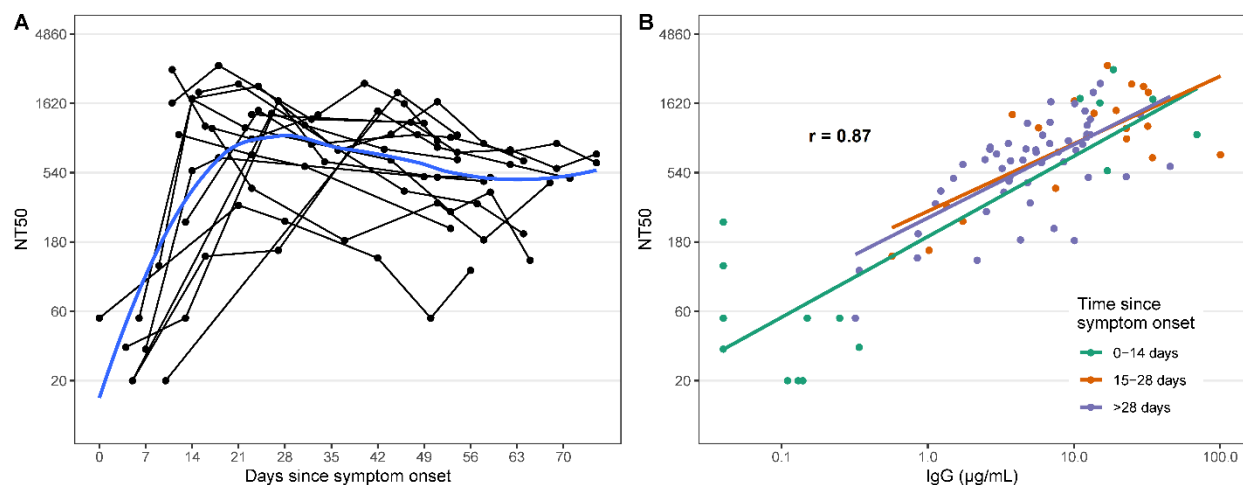 A
4860
1620
540
180
60
20
NT50
0 7 14 21 28 35 42 49 56 63 70
Days since symptom onset
B
4860
1620
540
180
60
20
NT50
r = 0.87
Time since
symptom onset
0−14 days
15−28 days
>28 days
0.1 1.0 10.0 100.0
IgG (µg/mL)